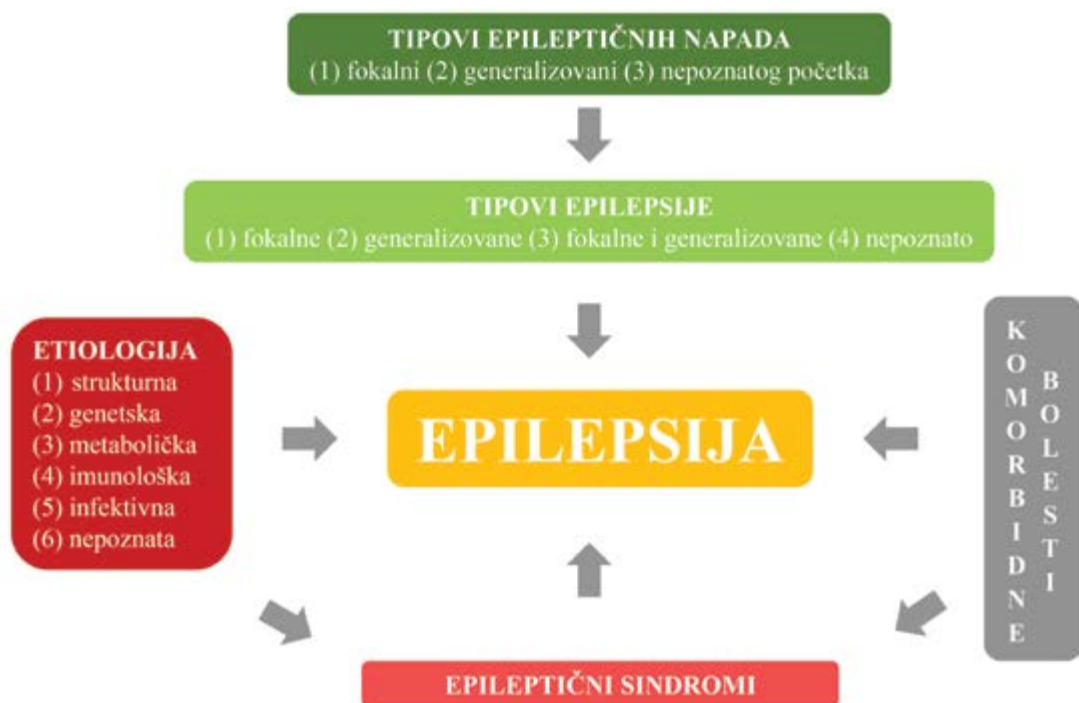 TIPOVI EPILEPTIČNIH NAPADA
(1) fokalni (2) generalizovani (3) nepoznatog početka
TIPOVI EPILEPSIJE
(1) fokalne (2) generalizovane (3) fokalne i generalizovane (4) nepoznato
ETIOLOGIJA
(1) strukturna
(2) genetska
(3) metabolička
(4) imunološka
(5) infektivna
(6) nepoznata
EPILEPSIJA
KOMORBIDNE
BOLESTI
EPILEPTIČNI SINDROMI